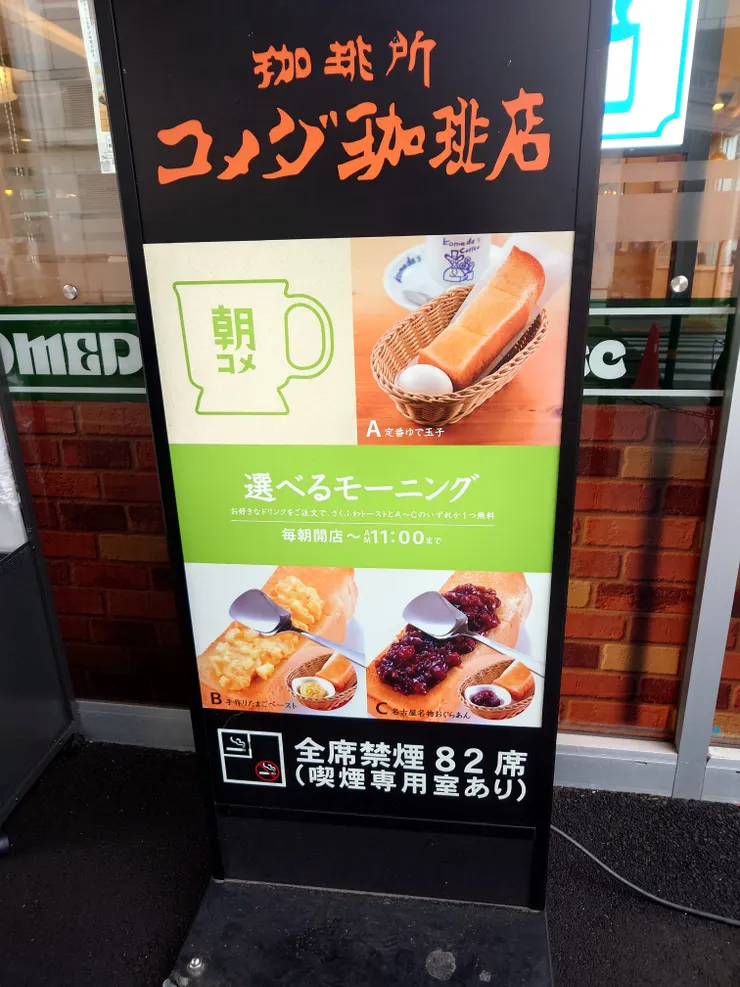 珈琲所
コメダ珈琲店
朝
コメ
Komeda's
Coffee
A 定番ゆで玉子
OMED
選べるモーニング
お好きなドリンクをご注文で、さくふわトーストとA〜Cのいずれか1つ無料
毎朝開店〜AM11:00まで
B 手作りたまごペースト
C 名古屋名物おぐらあん
全席禁煙82席
(喫煙専用室あり)